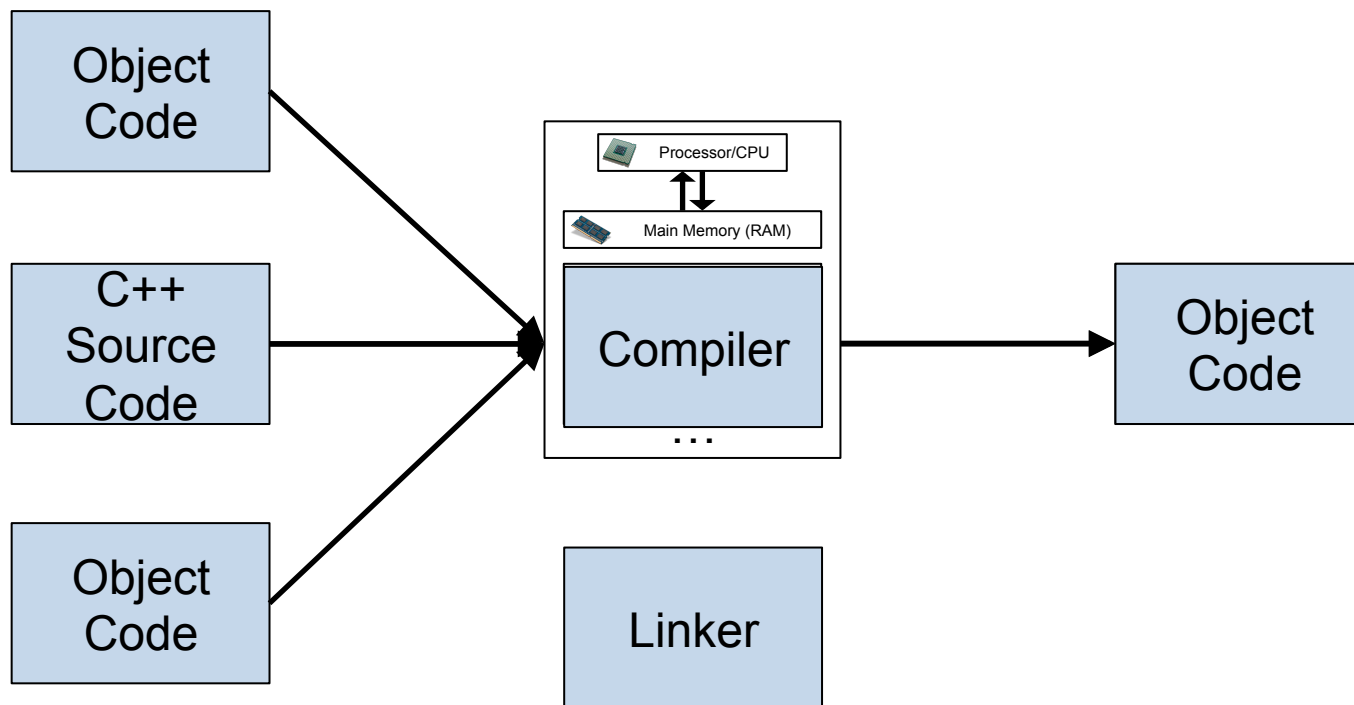 Object
Code
C++
Source
Code
Object
Code
Processor/CPU
Main Memory (RAM)
Compiler
...
Linker
Object
Code